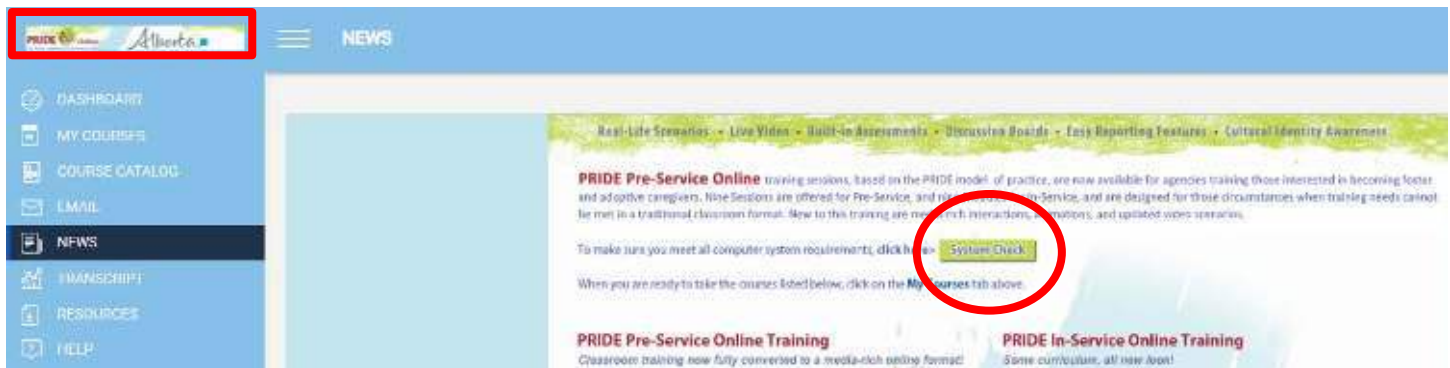 PRIDE Alberta
NEWS
DASHBOARD
MY COURSES
COURSE CATALOG
EMAIL
NEWS
TRANSCRIPT
RESOURCES
HELP
Real-Life Scenarios • Live Video • Built-in Assessments • Discussion Boards • Easy Reporting Features • Cultural Identity Awareness
PRIDE Pre-Service Online training sessions, based on the PRIDE model of practice, are now available for agencies training those interested in becoming foster
and adoptive caregivers. Nine Sessions are offered for Pre-Service, and In-Service, and are designed for those circumstances when training needs cannot
be met in a traditional classroom format. New to this training are rich interactions, animations, and updated video scenarios.
To make sure you meet all computer system requirements, click here> System Check
When you are ready to take the courses listed below, click on the My Courses tab above.
PRIDE Pre-Service Online Training
Classroom training now fully converted to a media-rich online format!
PRIDE In-Service Online Training
Same curriculum, all new look!